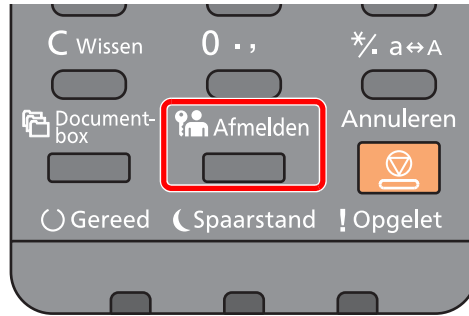 C Wissen 0 ., */. a↔A
Document-
box
Afmelden
Annuleren
Gereed Spaarstand ! Opgelet